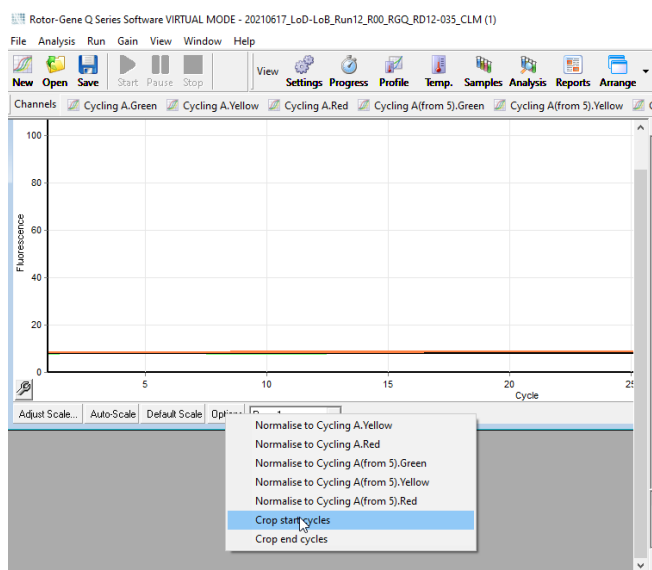 Rotor-Gene Q Series Software VIRTUAL MODE - 20210617_LoD-LoB_Run12_R00_RGQ_RD12-035_CLM (1)
File Analysis Run Gain View Window Help
New Open Save Start Pause Stop View Settings Progress Profile Temp. Samples Analysis Reports Arrange
Channels Cycling A.Green Cycling A.Yellow Cycling A.Red Cycling A(from 5).Green Cycling A(from 5).Yellow
100
80
60
40
20
0
Fluorescence
5 10 15 20
Cycle
Adjust Scale... Auto-Scale Default Scale
Normalise to Cycling A.Yellow
Normalise to Cycling A.Red
Normalise to Cycling A(from 5).Green
Normalise to Cycling A(from 5).Yellow
Normalise to Cycling A(from 5).Red
Crop start cycles
Crop end cycles